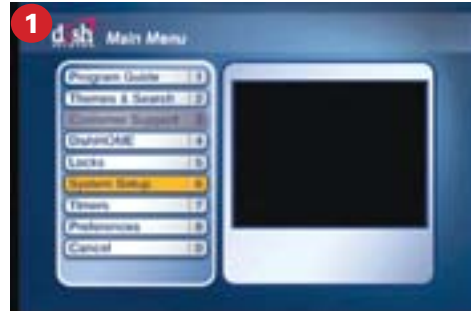 1
dish Main Menu
NETWORK
Program Guide 1
Themes & Search 2
Customer Support 3
DishHOME 4
Locks 5
System Setup 6
Timers 7
Preferences 8
Cancel 0